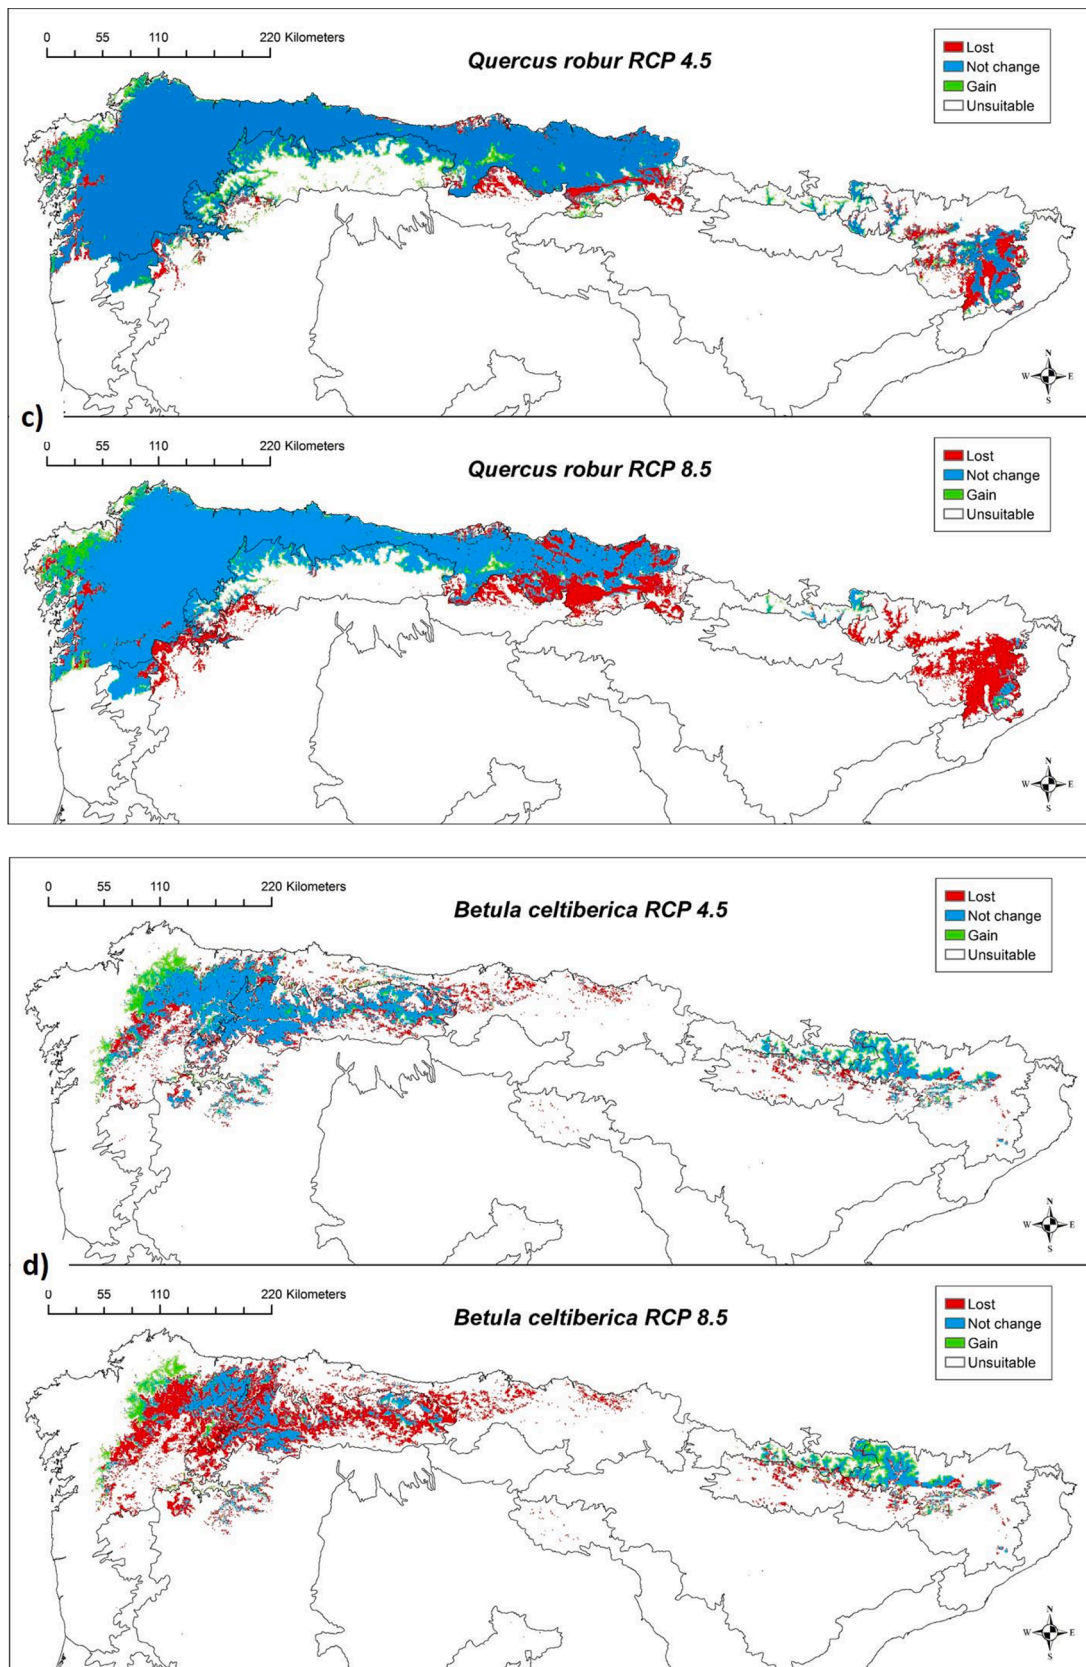 0 55 110 220 Kilometers
Quercus robur RCP 4.5
Lost
Not change
Gain
Unsuitable
N
W E
S
c)
0 55 110 220 Kilometers
Quercus robur RCP 8.5
Lost
Not change
Gain
Unsuitable
N
W E
S
0 55 110 220 Kilometers
Betula celtiberica RCP 4.5
Lost
Not change
Gain
Unsuitable
N
W E
S
d)
0 55 110 220 Kilometers
Betula celtiberica RCP 8.5
Lost
Not change
Gain
Unsuitable
N
W E
S